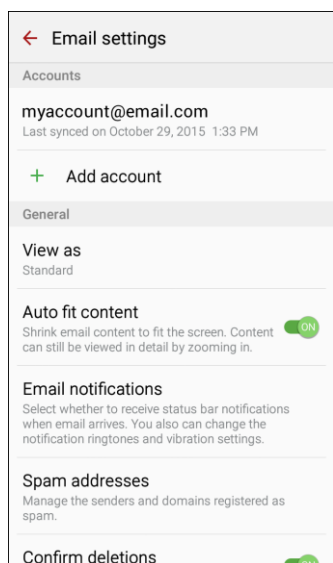 Email settings
Accounts
myaccount@email.com
Last synced on October 29, 2015 1:33 PM
+ Add account
General
View as
Standard
Auto fit content
Shrink email content to fit the screen. Content
can still be viewed in detail by zooming in.
ON
Email notifications
Select whether to receive status bar notifications
when email arrives. You also can change the
notification ringtones and vibration settings.
Spam addresses
Manage the senders and domains registered as
spam.
Confirm deletions